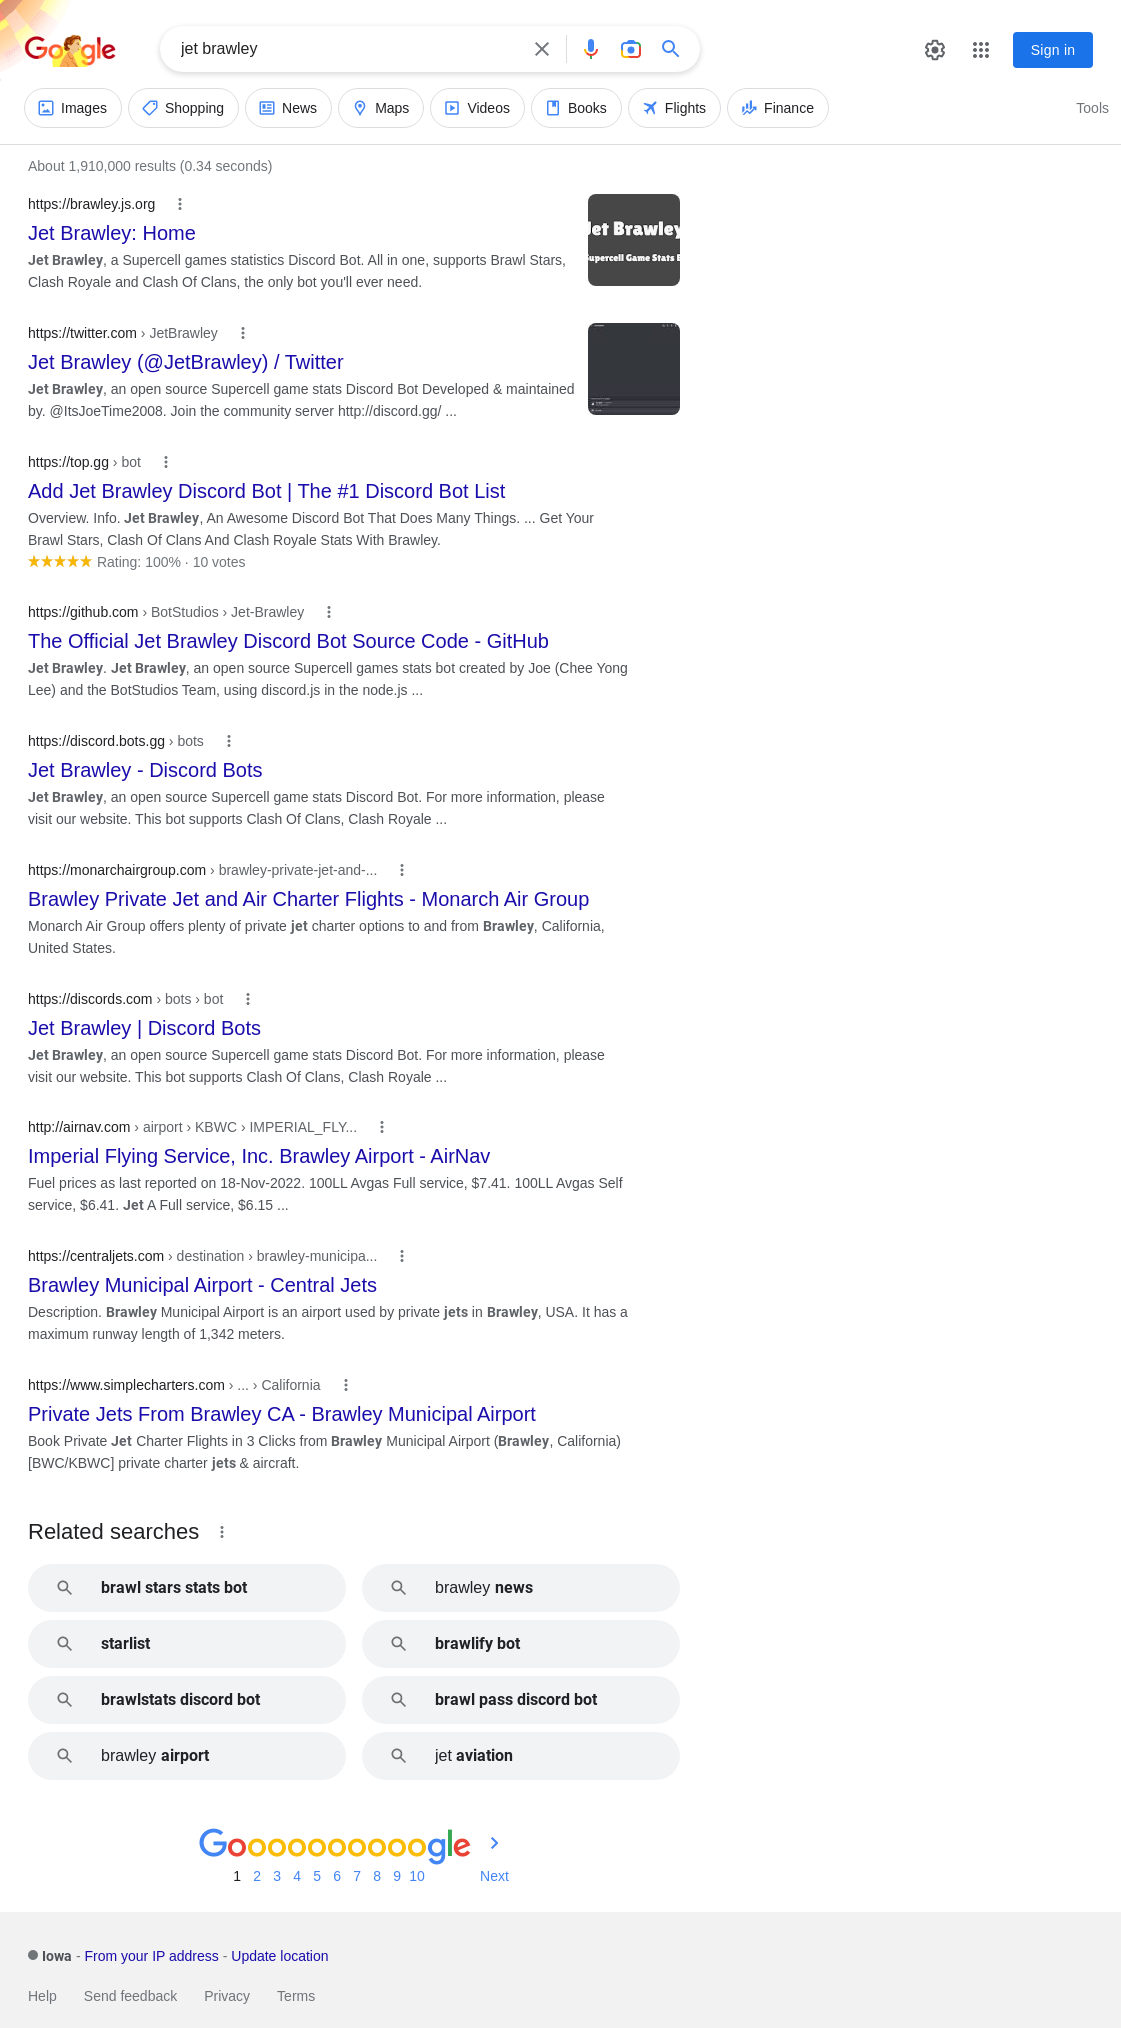 Google
jet brawley
Sign in
Images
Shopping
News
Maps
Videos
Books
Flights
Finance
Tools
About 1,910,000 results (0.34 seconds)
https://brawley.js.org
Jet Brawley: Home
Jet Brawley, a Supercell games statistics Discord Bot. All in one, supports Brawl Stars,
Clash Royale and Clash Of Clans, the only bot you'll ever need.
Jet Brawley
Supercell Game Stats
https://twitter.com › JetBrawley
Jet Brawley (@JetBrawley) / Twitter
Jet Brawley, an open source Supercell game stats Discord Bot Developed & maintained
by. @ItsJoeTime2008. Join the community server http://discord.gg/ ...
https://top.gg › bot
Add Jet Brawley Discord Bot | The #1 Discord Bot List
Overview. Info. Jet Brawley, An Awesome Discord Bot That Does Many Things. ... Get Your
Brawl Stars, Clash Of Clans And Clash Royale Stats With Brawley.
Rating: 100% · 10 votes
https://github.com › BotStudios › Jet-Brawley
The Official Jet Brawley Discord Bot Source Code - GitHub
Jet Brawley. Jet Brawley, an open source Supercell games stats bot created by Joe (Chee Yong
Lee) and the BotStudios Team, using discord.js in the node.js ...
https://discord.bots.gg › bots
Jet Brawley - Discord Bots
Jet Brawley, an open source Supercell game stats Discord Bot. For more information, please
visit our website. This bot supports Clash Of Clans, Clash Royale ...
https://monarchairgroup.com › brawley-private-jet-and-...
Brawley Private Jet and Air Charter Flights - Monarch Air Group
Monarch Air Group offers plenty of private jet charter options to and from Brawley, California,
United States.
https://discords.com › bots › bot
Jet Brawley | Discord Bots
Jet Brawley, an open source Supercell game stats Discord Bot. For more information, please
visit our website. This bot supports Clash Of Clans, Clash Royale ...
http://airnav.com › airport › KBWC › IMPERIAL_FLY...
Imperial Flying Service, Inc. Brawley Airport - AirNav
Fuel prices as last reported on 18-Nov-2022. 100LL Avgas Full service, $7.41. 100LL Avgas Self
service, $6.41. Jet A Full service, $6.15 ...
https://centraljets.com › destination › brawley-municipa...
Brawley Municipal Airport - Central Jets
Description. Brawley Municipal Airport is an airport used by private jets in Brawley, USA. It has a
maximum runway length of 1,342 meters.
https://www.simplecharters.com › ... › California
Private Jets From Brawley CA - Brawley Municipal Airport
Book Private Jet Charter Flights in 3 Clicks from Brawley Municipal Airport (Brawley, California)
[BWC/KBWC] private charter jets & aircraft.
Related searches
brawl stars stats bot
brawley news
starlist
brawlify bot
brawlstats discord bot
brawl pass discord bot
brawley airport
jet aviation
Goooooooooogle
1 2 3 4 5 6 7 8 9 10 Next
Iowa - From your IP address - Update location
Help Send feedback Privacy Terms